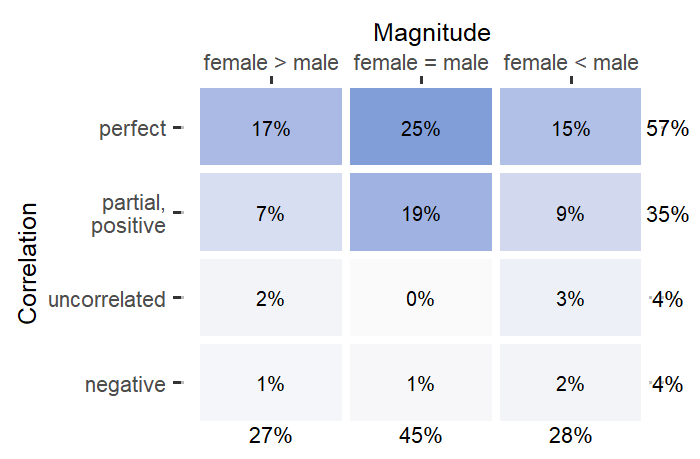 Magnitude
female > male female = male female < male
perfect 17% 25% 15% 57%
partial,
positive 7% 19% 9% 35%
uncorrelated 2% 0% 3% 4%
negative 1% 1% 2% 4%
27% 45% 28%
Correlation